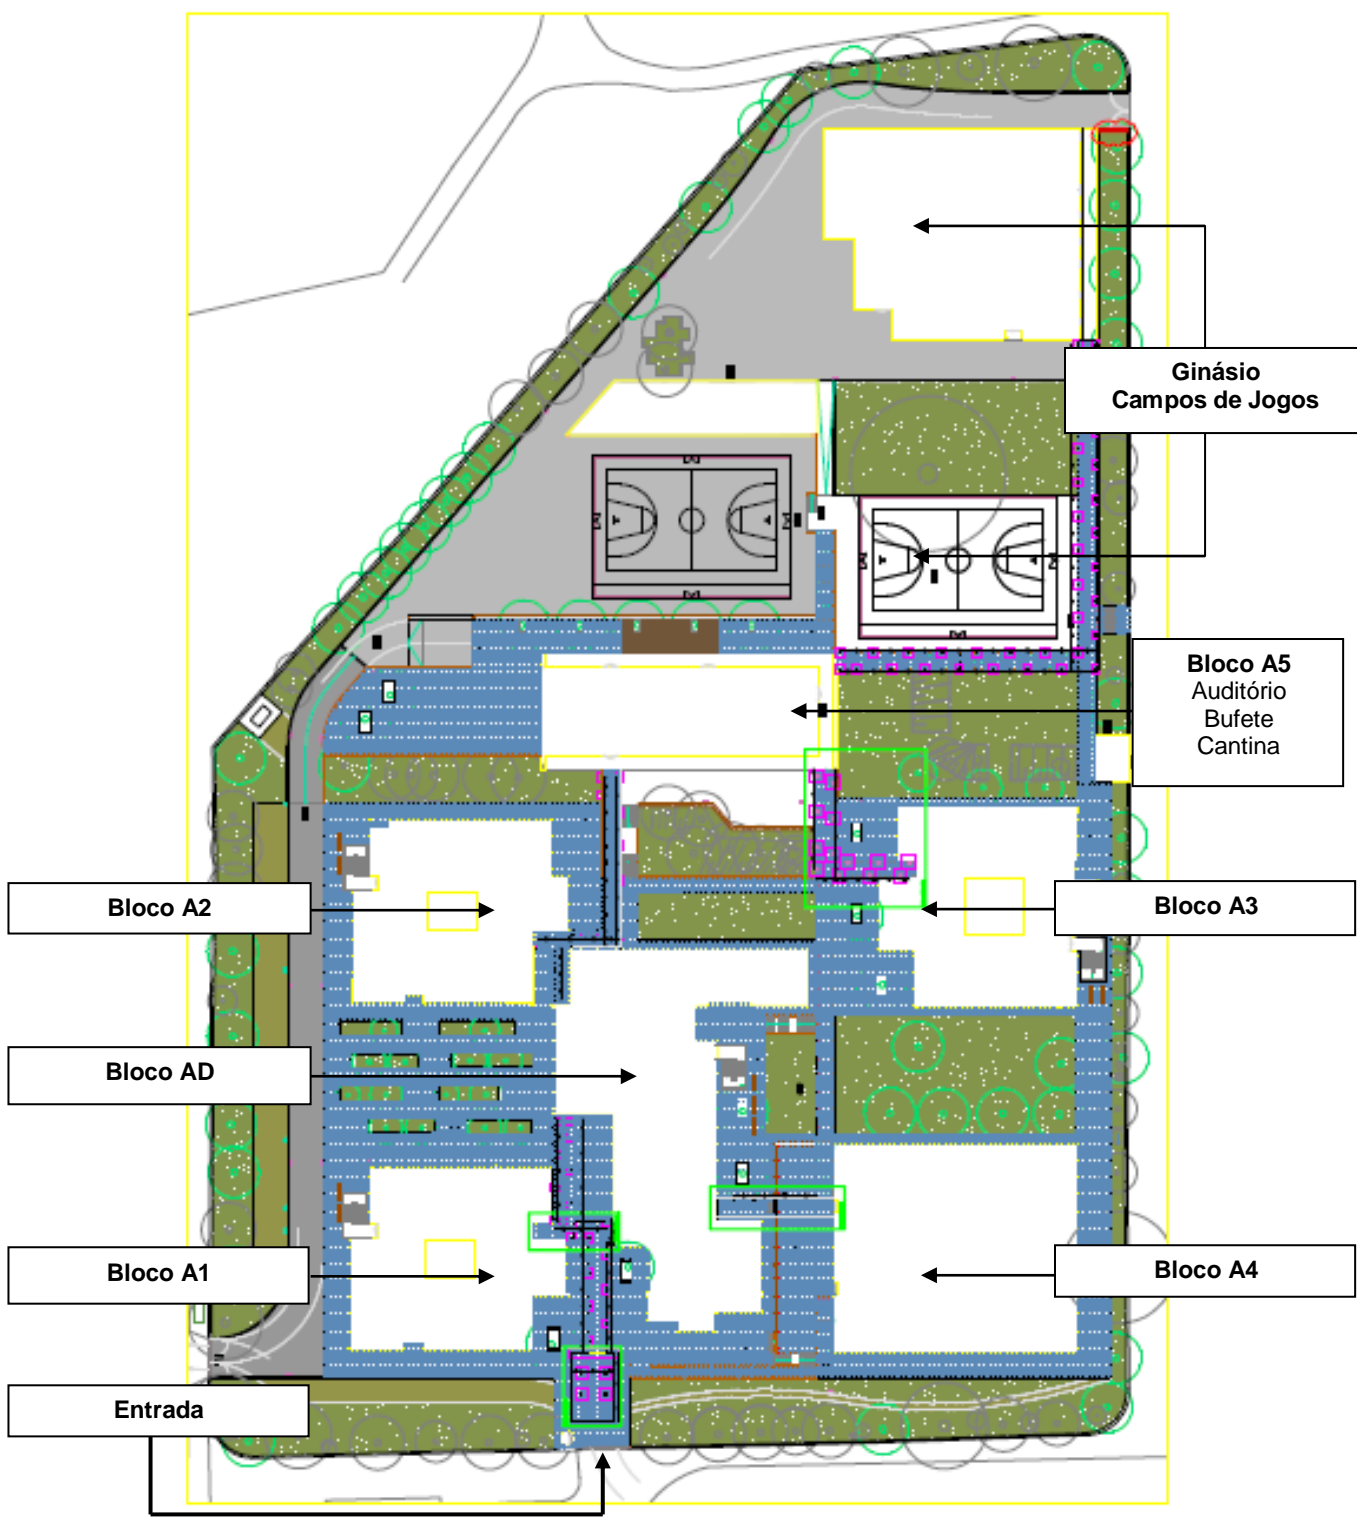 Ginásio
Campos de Jogos
Bloco A5
Auditório
Bufete
Cantina
Bloco A2
Bloco A3
Bloco AD
Bloco A1
Bloco A4
Entrada